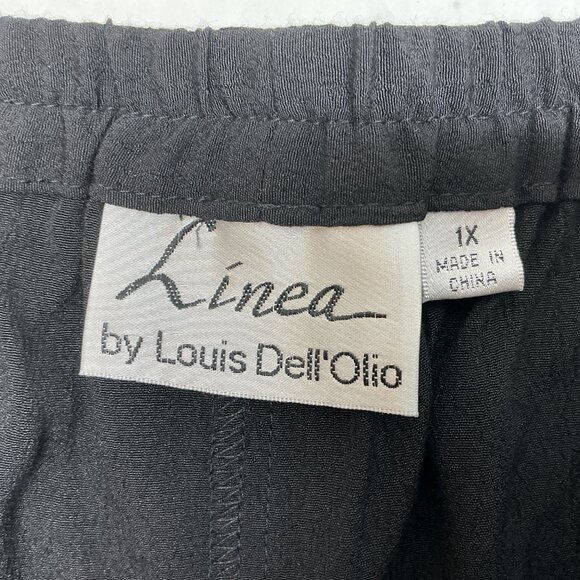 Linea
by Louis Dell'Olio
1X
MADE IN
CHINA